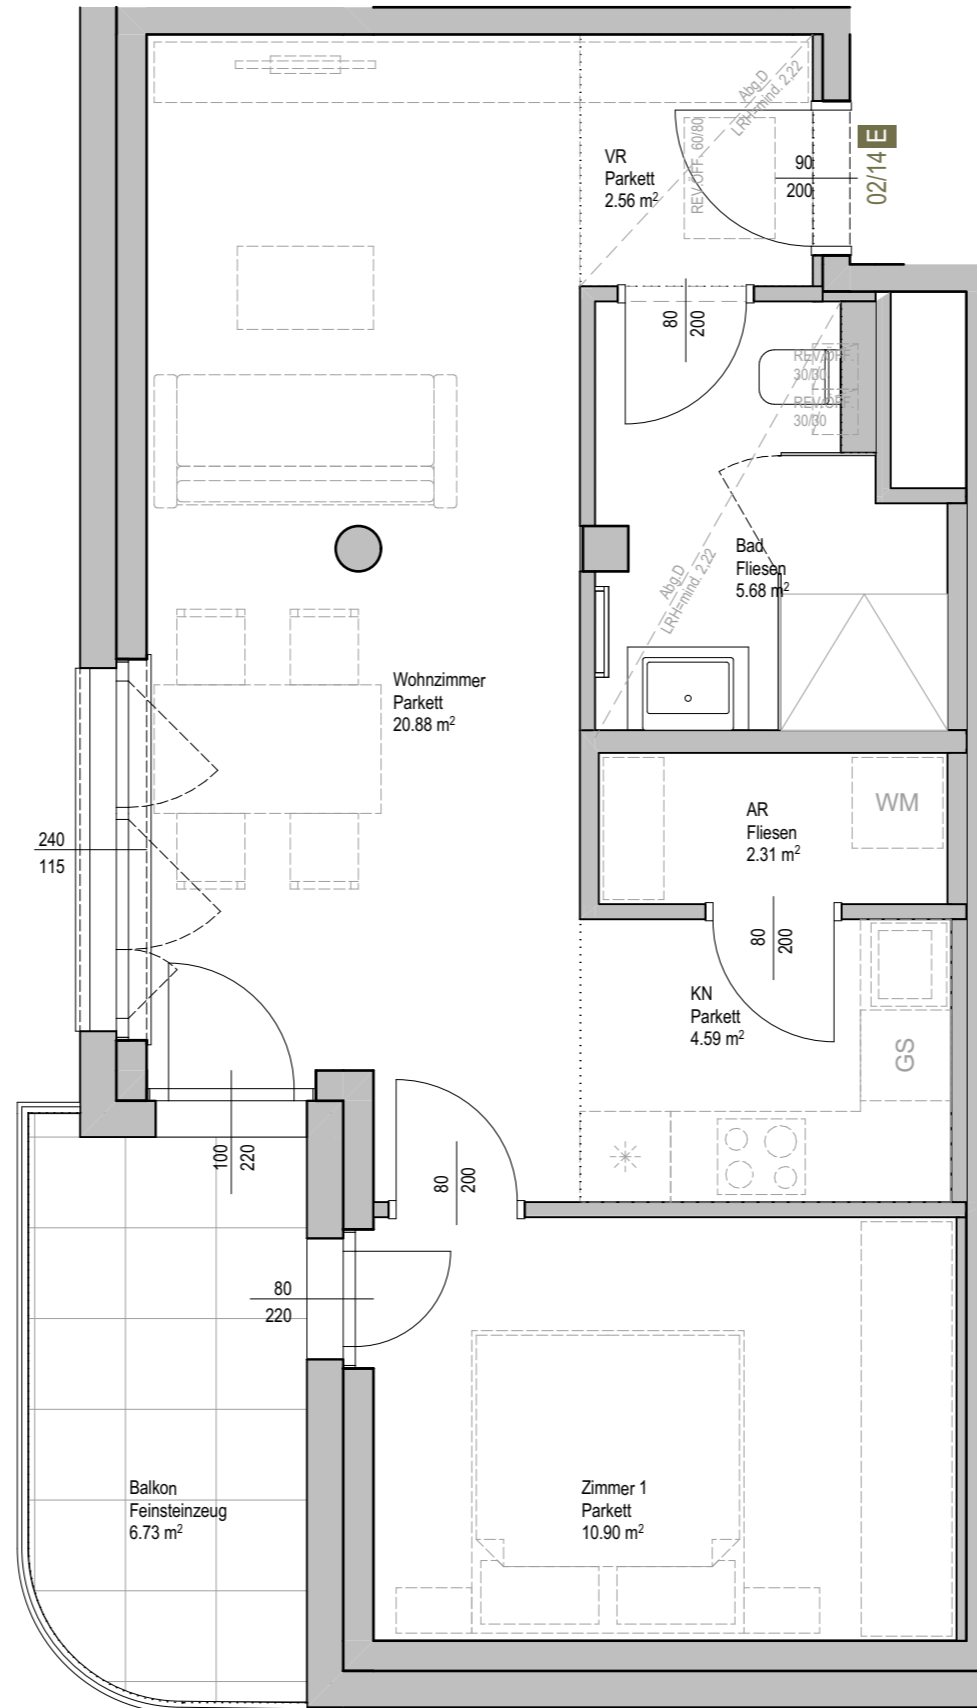 Abg.D
LRH=mind. 2,22
REV.ÖFF. 60/80
VR
Parkett
2.56 m²
90
200
02/14 E
80
200
REV.ÖFF.
30/30
REV.ÖFF.
30/30
Bad
Fliesen
5.68 m²
Abg.D
LRH=mind. 2,22
Wohnzimmer
Parkett
20.88 m²
AR
Fliesen
2.31 m²
WM
240
115
80
200
KN
Parkett
4.59 m²
GS
100
220
80
200
80
220
Balkon
Feinsteinzeug
6.73 m²
Zimmer 1
Parkett
10.90 m²